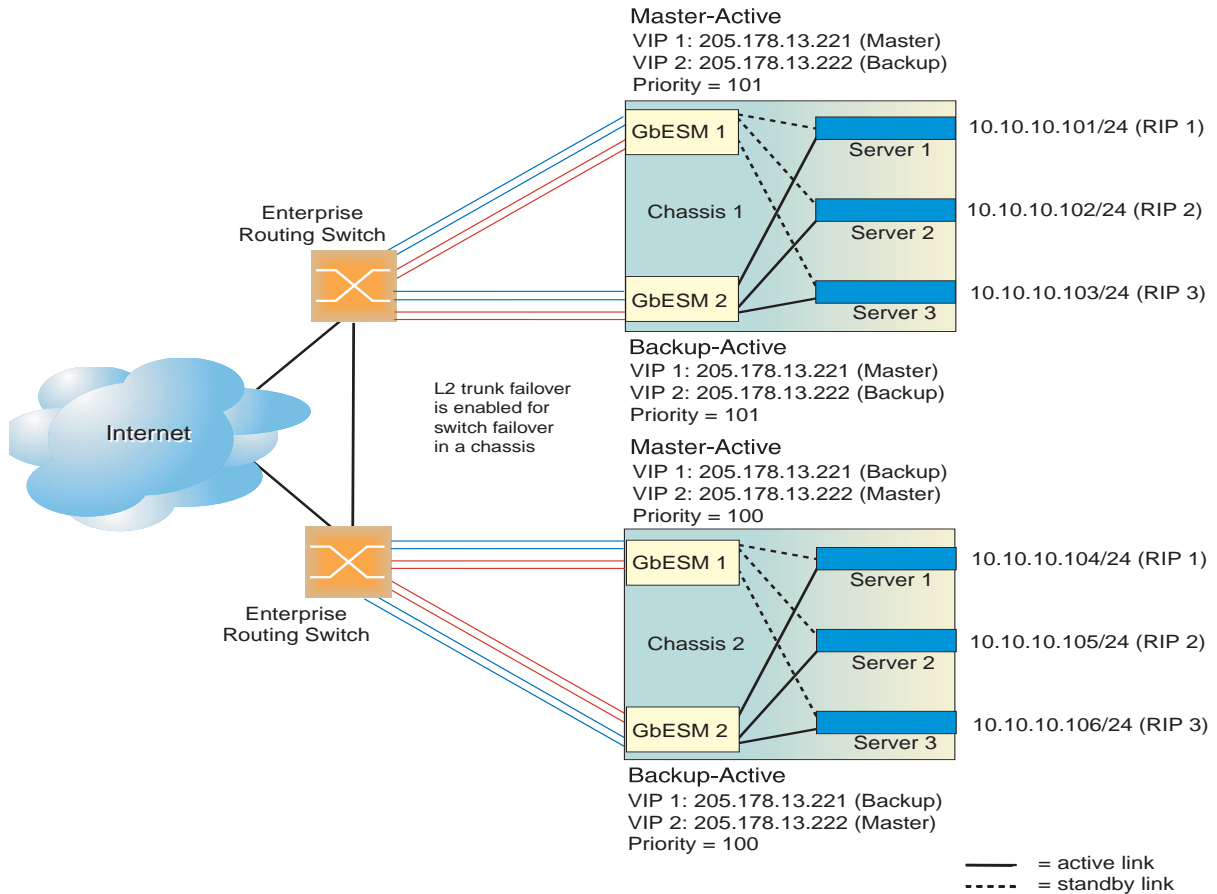 Master-Active
VIP 1: 205.178.13.221 (Master)
VIP 2: 205.178.13.222 (Backup)
Priority = 101
GbESM 1
Server 1
10.10.10.101/24 (RIP 1)
Chassis 1
Server 2
10.10.10.102/24 (RIP 2)
GbESM 2
Server 3
10.10.10.103/24 (RIP 3)
Enterprise
Routing Switch
Backup-Active
VIP 1: 205.178.13.221 (Master)
VIP 2: 205.178.13.222 (Backup)
Priority = 101
Internet
L2 trunk failover
is enabled for
switch failover
in a chassis
Master-Active
VIP 1: 205.178.13.221 (Backup)
VIP 2: 205.178.13.222 (Master)
Priority = 100
GbESM 1
Server 1
10.10.10.104/24 (RIP 1)
Enterprise
Routing Switch
Chassis 2
Server 2
10.10.10.105/24 (RIP 2)
GbESM 2
Server 3
10.10.10.106/24 (RIP 3)
Backup-Active
VIP 1: 205.178.13.221 (Backup)
VIP 2: 205.178.13.222 (Master)
Priority = 100
= active link
= standby link